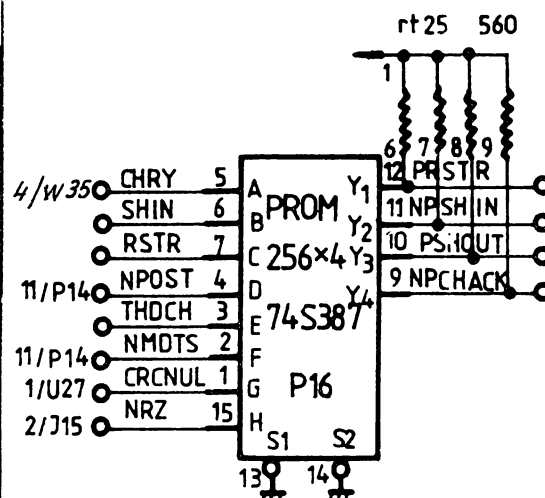 rt 25 560
1
6 7 8 9
4/W35 CHRY 5 A PROM Y1 12 PRSTR
SHIN 6 B Y2 11 NPSHIN
RSTR 7 C 256×4 Y3 10 PSHOUT
11/P14 NPOST 4 D Y4 9 NPCHACK
THDCH 3 E 74S387
11/P14 NMDTS 2 F
1/U27 CRCNUL 1 G P16
2/J15 NRZ 15 H
S1 S2
13 14